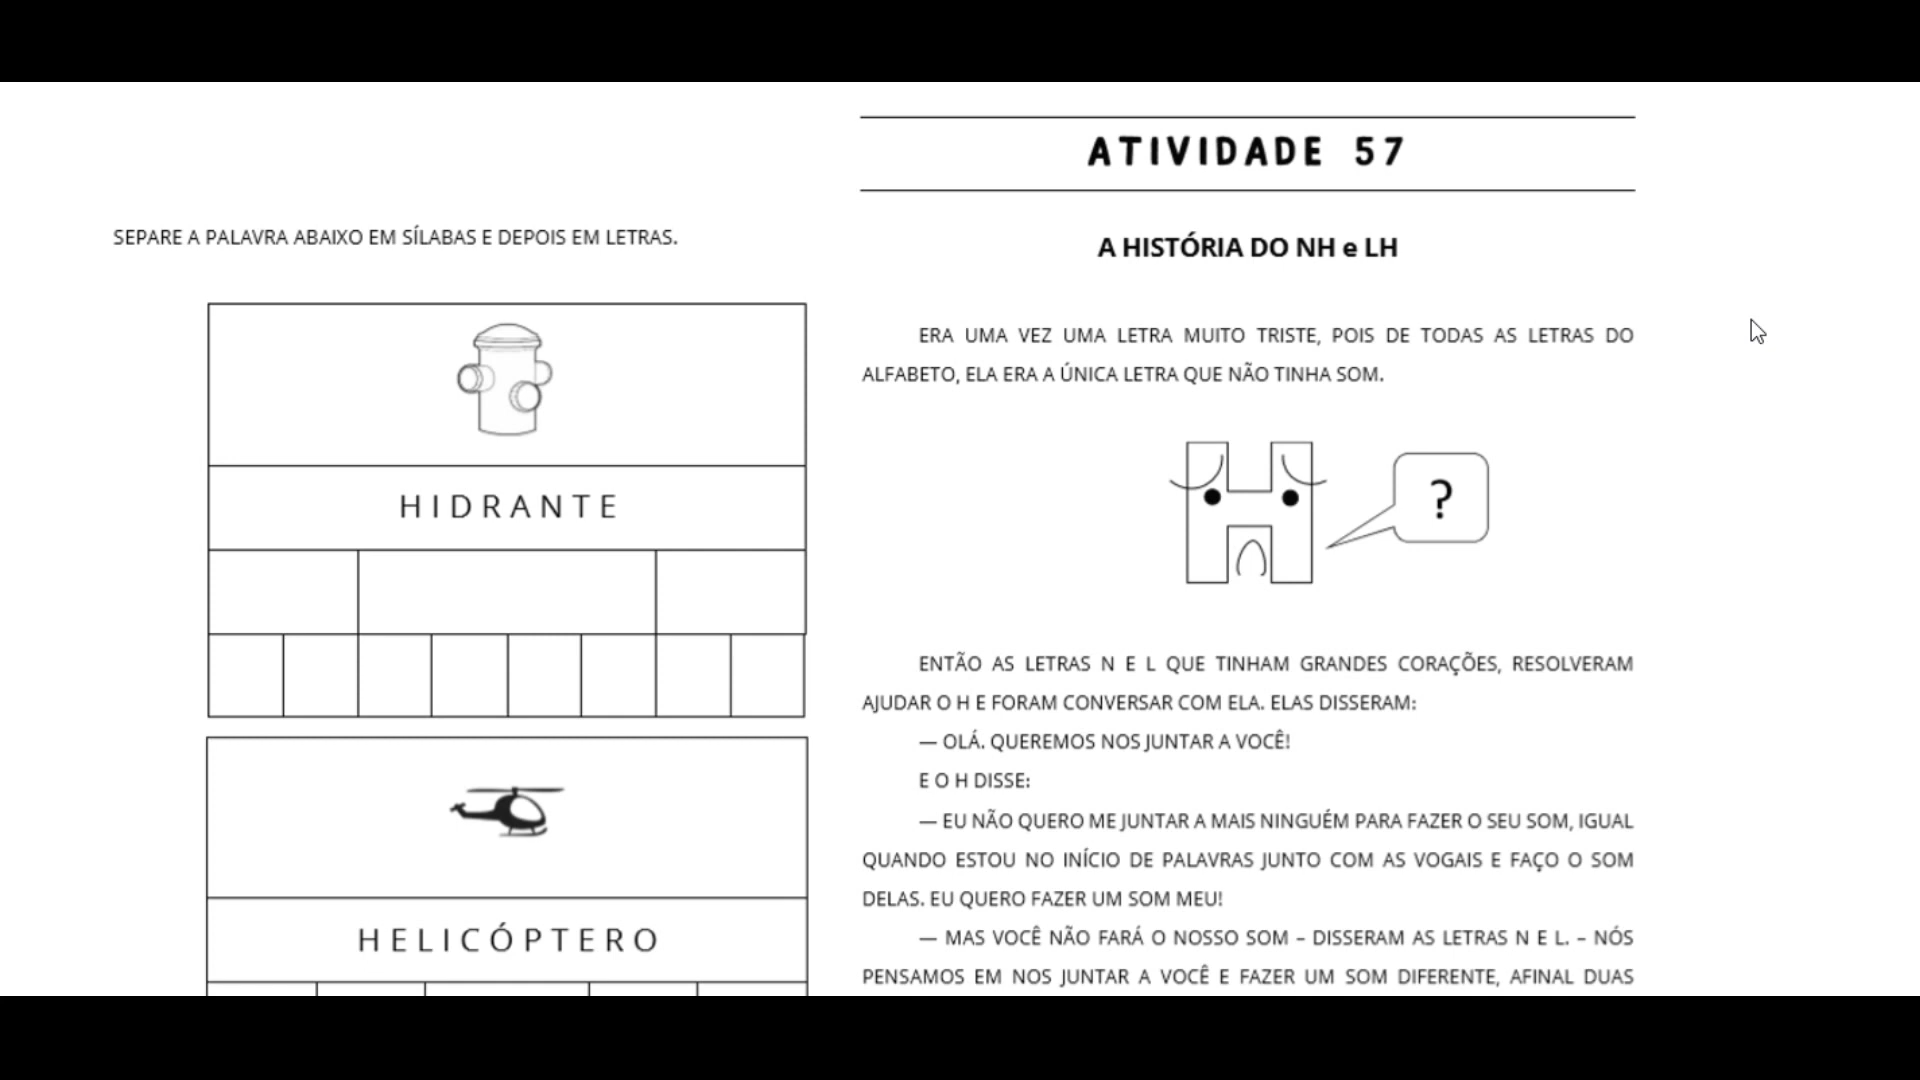 SEPARE A PALAVRA ABAIXO EM SÍLABAS E DEPOIS EM LETRAS.
HIDRANTE
HELICÓPTERO
ATIVIDADE 57
A HISTÓRIA DO NH e LH
ERA UMA VEZ UMA LETRA MUITO TRISTE, POIS DE TODAS AS LETRAS DO
ALFABETO, ELA ERA A ÚNICA LETRA QUE NÃO TINHA SOM.
H
?
ENTÃO AS LETRAS N E L QUE TINHAM GRANDES CORAÇÕES, RESOLVERAM
AJUDAR O H E FORAM CONVERSAR COM ELA. ELAS DISSERAM:
— OLÁ. QUEREMOS NOS JUNTAR A VOCÊ!
E O H DISSE:
— EU NÃO QUERO ME JUNTAR A MAIS NINGUÉM PARA FAZER O SEU SOM, IGUAL
QUANDO ESTOU NO INÍCIO DE PALAVRAS JUNTO COM AS VOGAIS E FAÇO O SOM
DELAS. EU QUERO FAZER UM SOM MEU!
— MAS VOCÊ NÃO FARÁ O NOSSO SOM – DISSERAM AS LETRAS N E L. – NÓS
PENSAMOS EM NOS JUNTAR A VOCÊ E FAZER UM SOM DIFERENTE, AFINAL DUAS